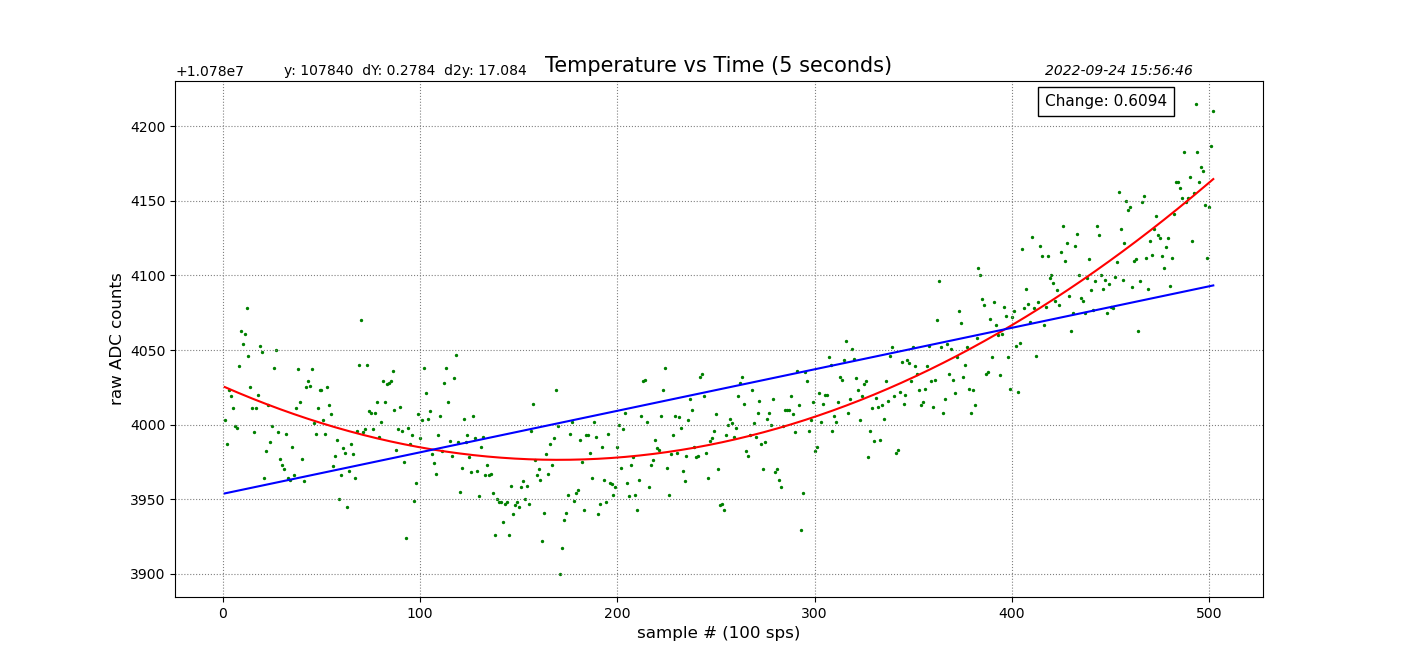 Temperature vs Time (5 seconds)
+1.078e7 y: 107840 dY: 0.2784 d2y: 17.084
2022-09-24 15:56:46
Change: 0.6094
raw ADC counts
4200
4150
4100
4050
4000
3950
3900
0 100 200 300 400 500
sample # (100 sps)